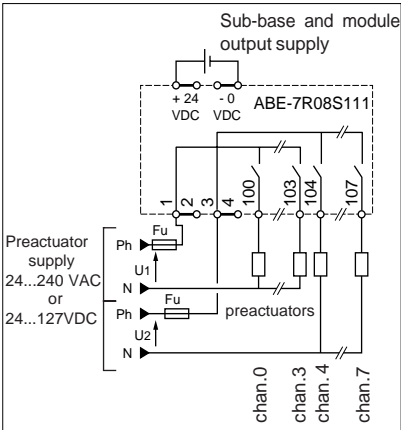 Sub-base and module
output supply
+ 24
VDC
- 0
VDC
ABE-7R08S111
1
2
3
4
100
103
104
107
Preactuator
supply
24...240 VAC
or
24...127VDC
Ph
Fu
U1
N
Fu
Ph
U2
N
preactuators
chan.0
chan.3
chan.4
chan.7